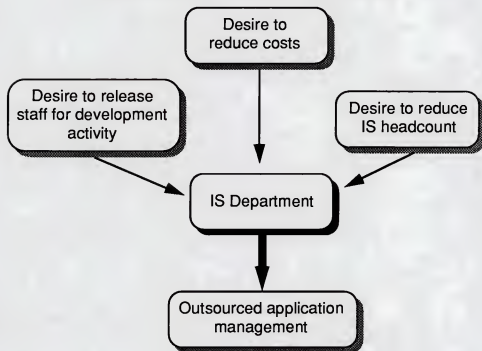 Desire to
reduce costs
Desire to release
staff for development
activity
Desire to reduce
IS headcount
IS Department
Outsourced application
management